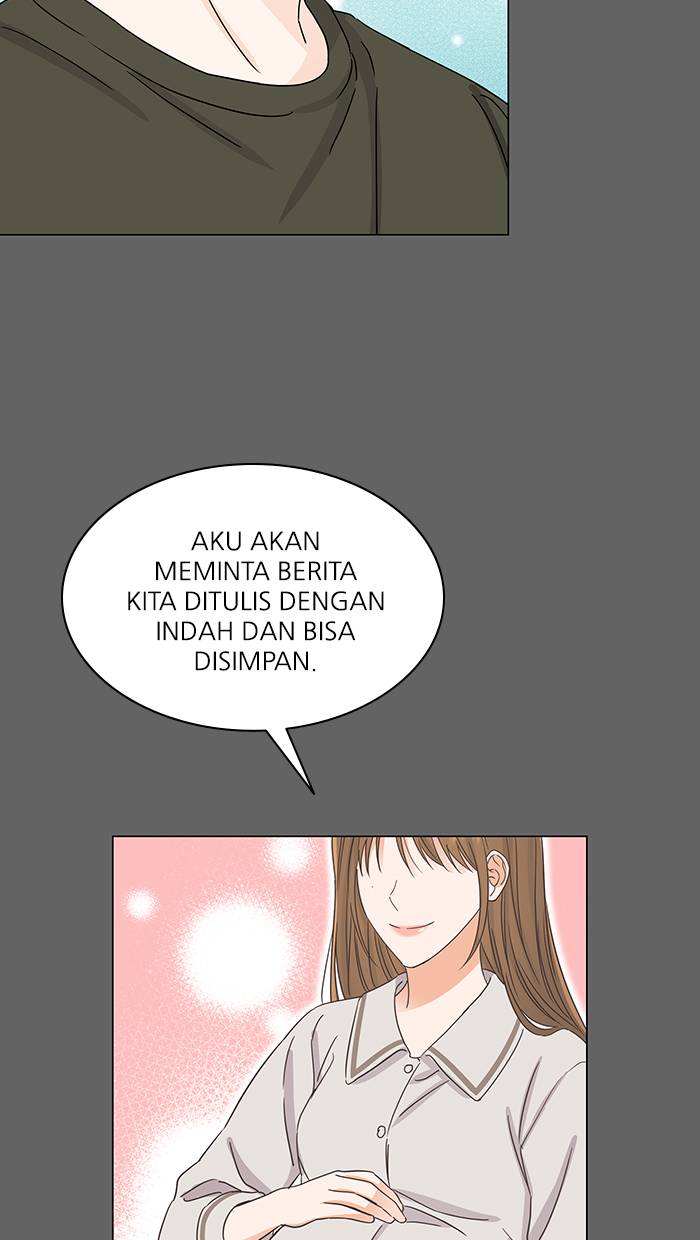 AKU AKAN
MEMINTA BERITA
KITA DITULIS DENGAN
INDAH DAN BISA
DISIMPAN.